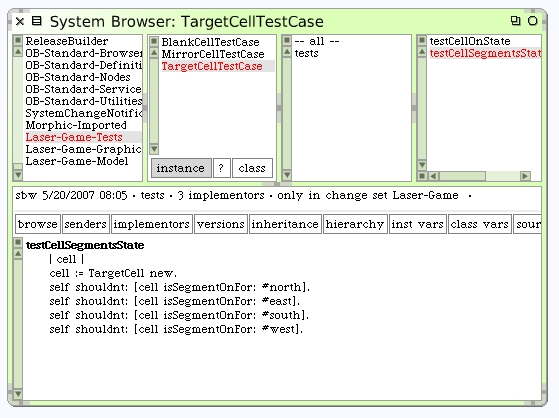 System Browser: TargetCellTestCase
ReleaseBuilder
OB-Standard-Browser
OB-Standard-Definiti
OB-Standard-Nodes
OB-Standard-Service
OB-Standard-Utilities
SystemChangeNotific
Morphic-Imported
Laser-Game-Tests
Laser-Game-Graphic
Laser-Game-Model
BlankCellTestCase
MirrorCellTestCase
TargetCellTestCase
instance ? class
-- all --
tests
testCellOnState
testCellSegmentsStat
sbw 5/20/2007 08:05 · tests · 3 implementors · only in change set Laser-Game ·
browse senders implementors versions inheritance hierarchy inst vars class vars sour
testCellSegmentsState
| cell |
cell := TargetCell new.
self shouldnt: [cell isSegmentOnFor: #north].
self shouldnt: [cell isSegmentOnFor: #east].
self shouldnt: [cell isSegmentOnFor: #south].
self shouldnt: [cell isSegmentOnFor: #west].